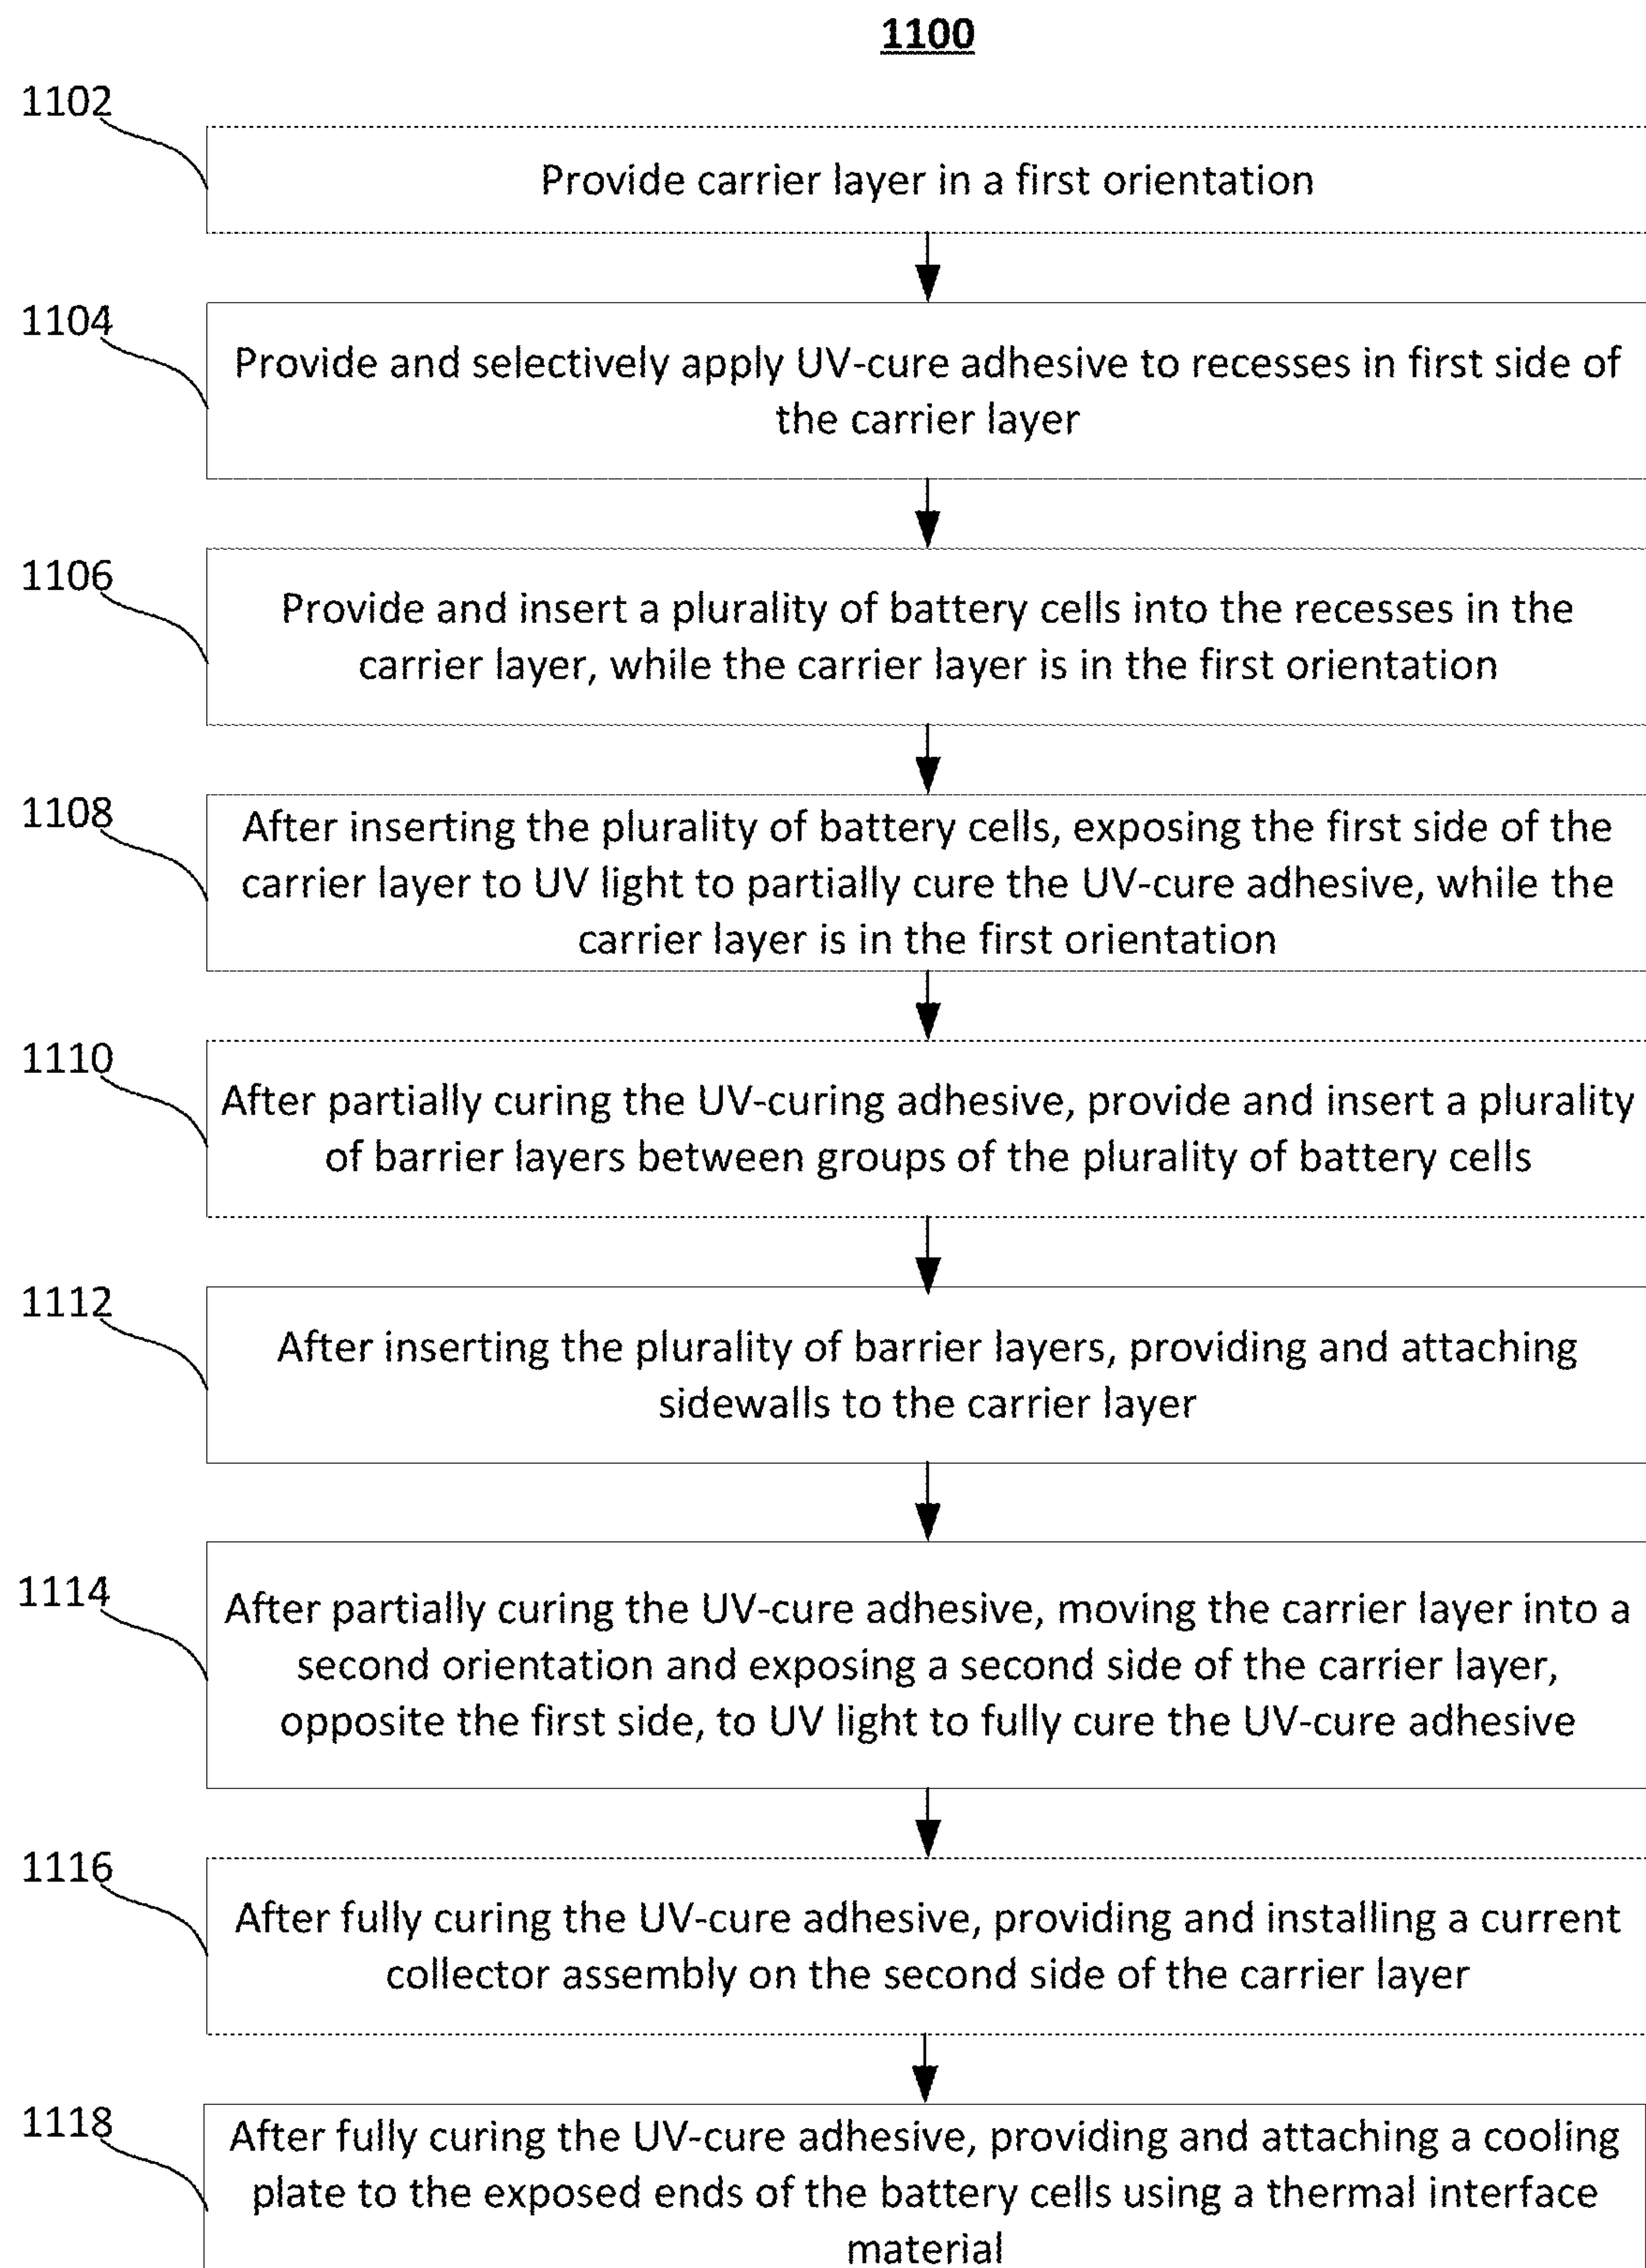 1100
1102
Provide carrier layer in a first orientation
1104
Provide and selectively apply UV-cure adhesive to recesses in first side of
the carrier layer
1106
Provide and insert a plurality of battery cells into the recesses in the
carrier layer, while the carrier layer is in the first orientation
1108
After inserting the plurality of battery cells, exposing the first side of the
carrier layer to UV light to partially cure the UV-cure adhesive, while the
carrier layer is in the first orientation
1110
After partially curing the UV-curing adhesive, provide and insert a plurality
of barrier layers between groups of the plurality of battery cells
1112
After inserting the plurality of barrier layers, providing and attaching
sidewalls to the carrier layer
1114
After partially curing the UV-cure adhesive, moving the carrier layer into a
second orientation and exposing a second side of the carrier layer,
opposite the first side, to UV light to fully cure the UV-cure adhesive
1116
After fully curing the UV-cure adhesive, providing and installing a current
collector assembly on the second side of the carrier layer
1118
After fully curing the UV-cure adhesive, providing and attaching a cooling
plate to the exposed ends of the battery cells using a thermal interface
material